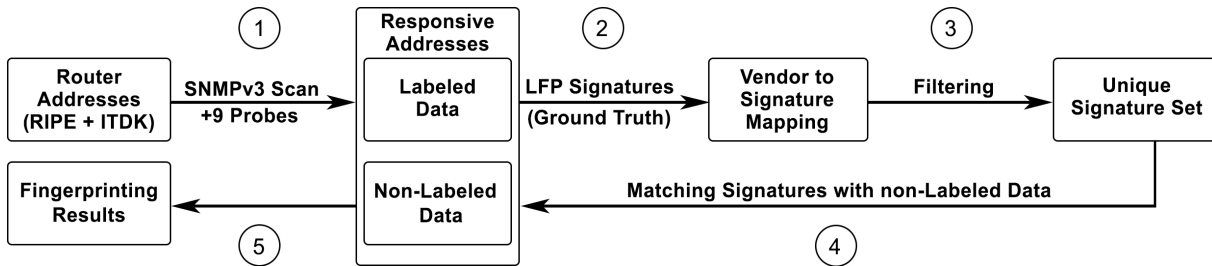 1
Router
Addresses
(RIPE + ITDK)
SNMPv3 Scan
+9 Probes
Responsive
Addresses
Labeled
Data
2
LFP Signatures
(Ground Truth)
Vendor to
Signature
Mapping
3
Filtering
Unique
Signature Set
Matching Signatures with non-Labeled Data
4
Non-Labeled
Data
5
Fingerprinting
Results